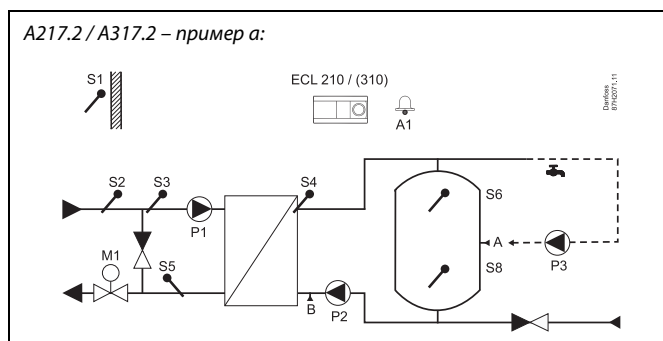 A217.2 / A317.2 – пример a:
S1
ECL 210 / (310)
A1
Danfoss
87H2071.11
S2
S3
S4
P1
S6
A
P3
M1
S5
S8
B
P2